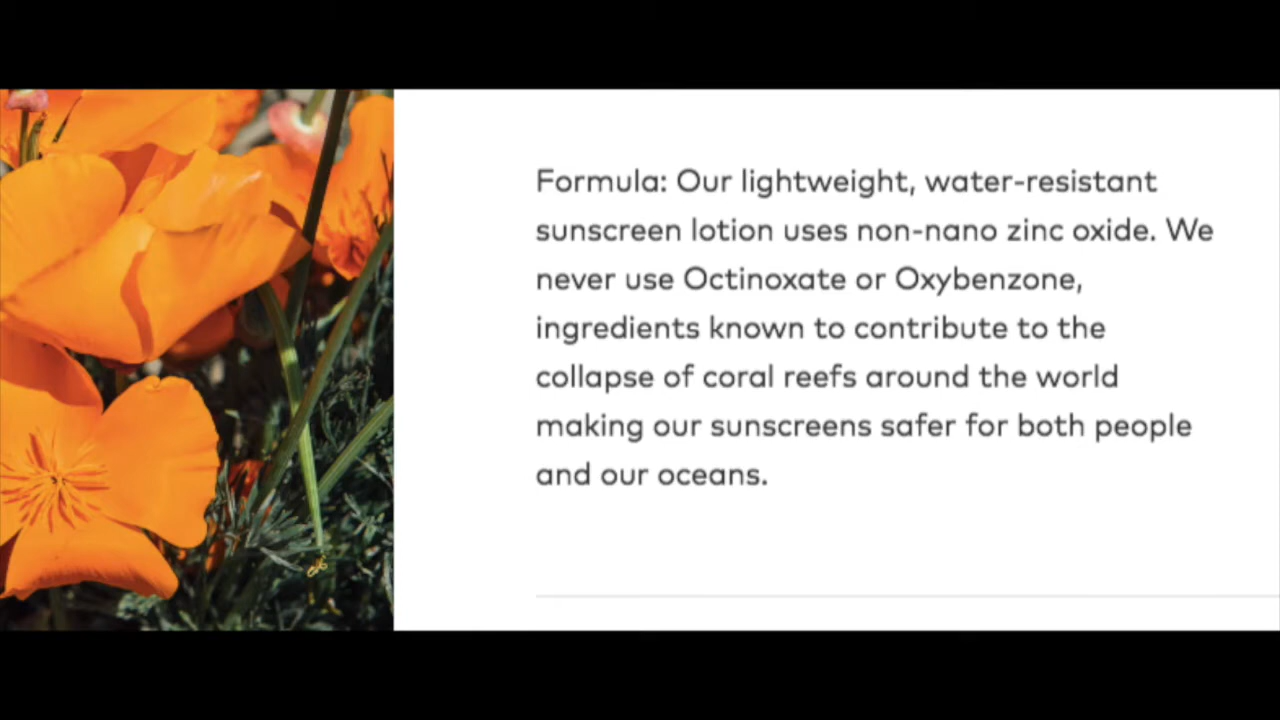 Formula: Our lightweight, water-resistant
sunscreen lotion uses non-nano zinc oxide. We
never use Octinoxate or Oxybenzone,
ingredients known to contribute to the
collapse of coral reefs around the world
making our sunscreens safer for both people
and our oceans.